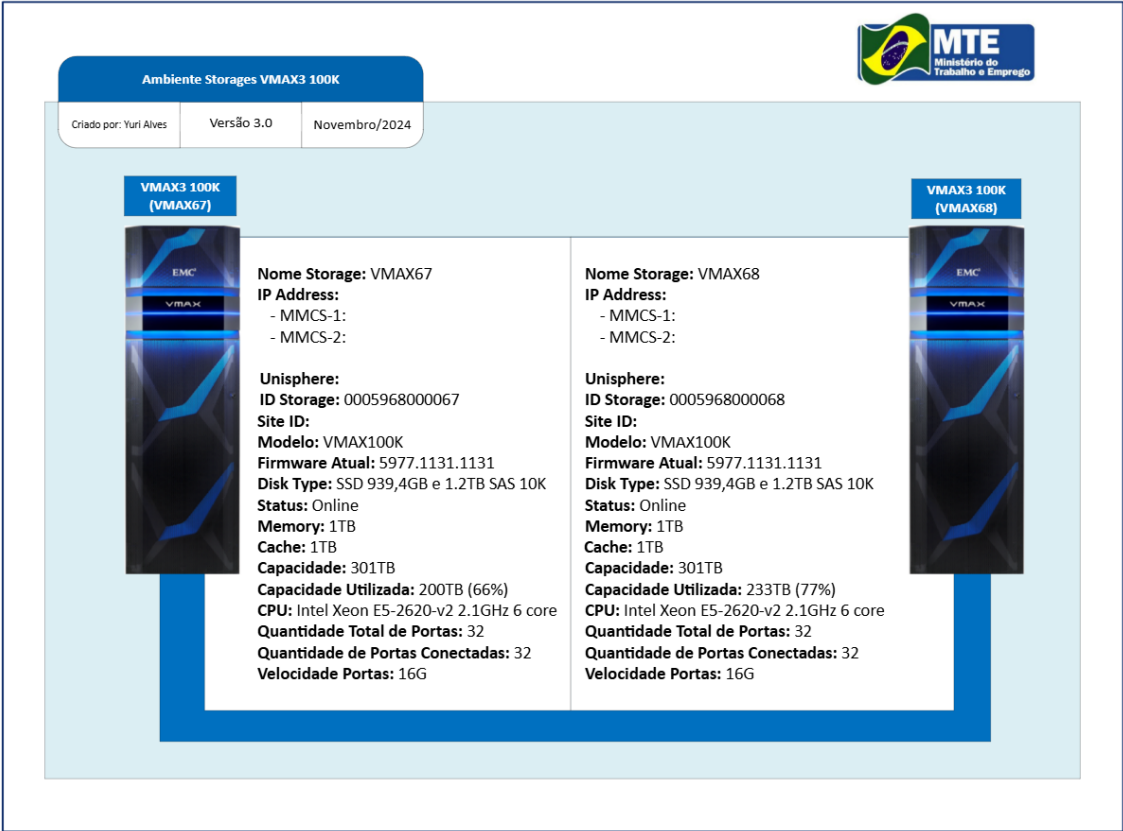 MTE
Ministério do
Trabalho e Emprego
Ambiente Storages VMAX3 100K
Criado por: Yuri Alves
Versão 3.0
Novembro/2024
VMAX3 100K
(VMAX67)
VMAX3 100K
(VMAX68)
EMC²
VMAX
EMC²
VMAX
Nome Storage: VMAX67
IP Address:
- MMCS-1:
- MMCS-2:
Unisphere:
ID Storage: 0005968000067
Site ID:
Modelo: VMAX100K
Firmware Atual: 5977.1131.1131
Disk Type: SSD 939,4GB e 1.2TB SAS 10K
Status: Online
Memory: 1TB
Cache: 1TB
Capacidade: 301TB
Capacidade Utilizada: 200TB (66%)
CPU: Intel Xeon E5-2620-v2 2.1GHz 6 core
Quantidade Total de Portas: 32
Quantidade de Portas Conectadas: 32
Velocidade Portas: 16G
Nome Storage: VMAX68
IP Address:
- MMCS-1:
- MMCS-2:
Unisphere:
ID Storage: 0005968000068
Site ID:
Modelo: VMAX100K
Firmware Atual: 5977.1131.1131
Disk Type: SSD 939,4GB e 1.2TB SAS 10K
Status: Online
Memory: 1TB
Cache: 1TB
Capacidade: 301TB
Capacidade Utilizada: 233TB (77%)
CPU: Intel Xeon E5-2620-v2 2.1GHz 6 core
Quantidade Total de Portas: 32
Quantidade de Portas Conectadas: 32
Velocidade Portas: 16G